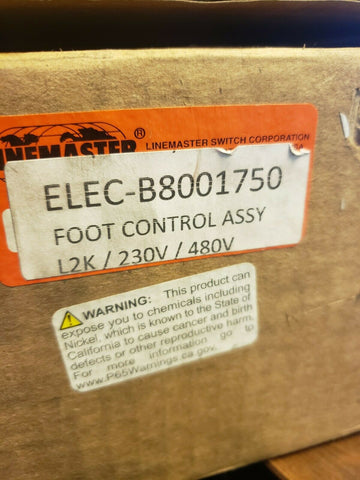 LINEMASTER ® LINEMASTER SWITCH CORPORATION
ELEC-B8001750
FOOT CONTROL ASSY
L2K / 230V / 480V
WARNING: This product can
expose you to chemicals including
Nickel, which is known to the State of
California to cause cancer and birth
defects or other reproductive harm.
For more information go to
www.P65Warnings.ca.gov.